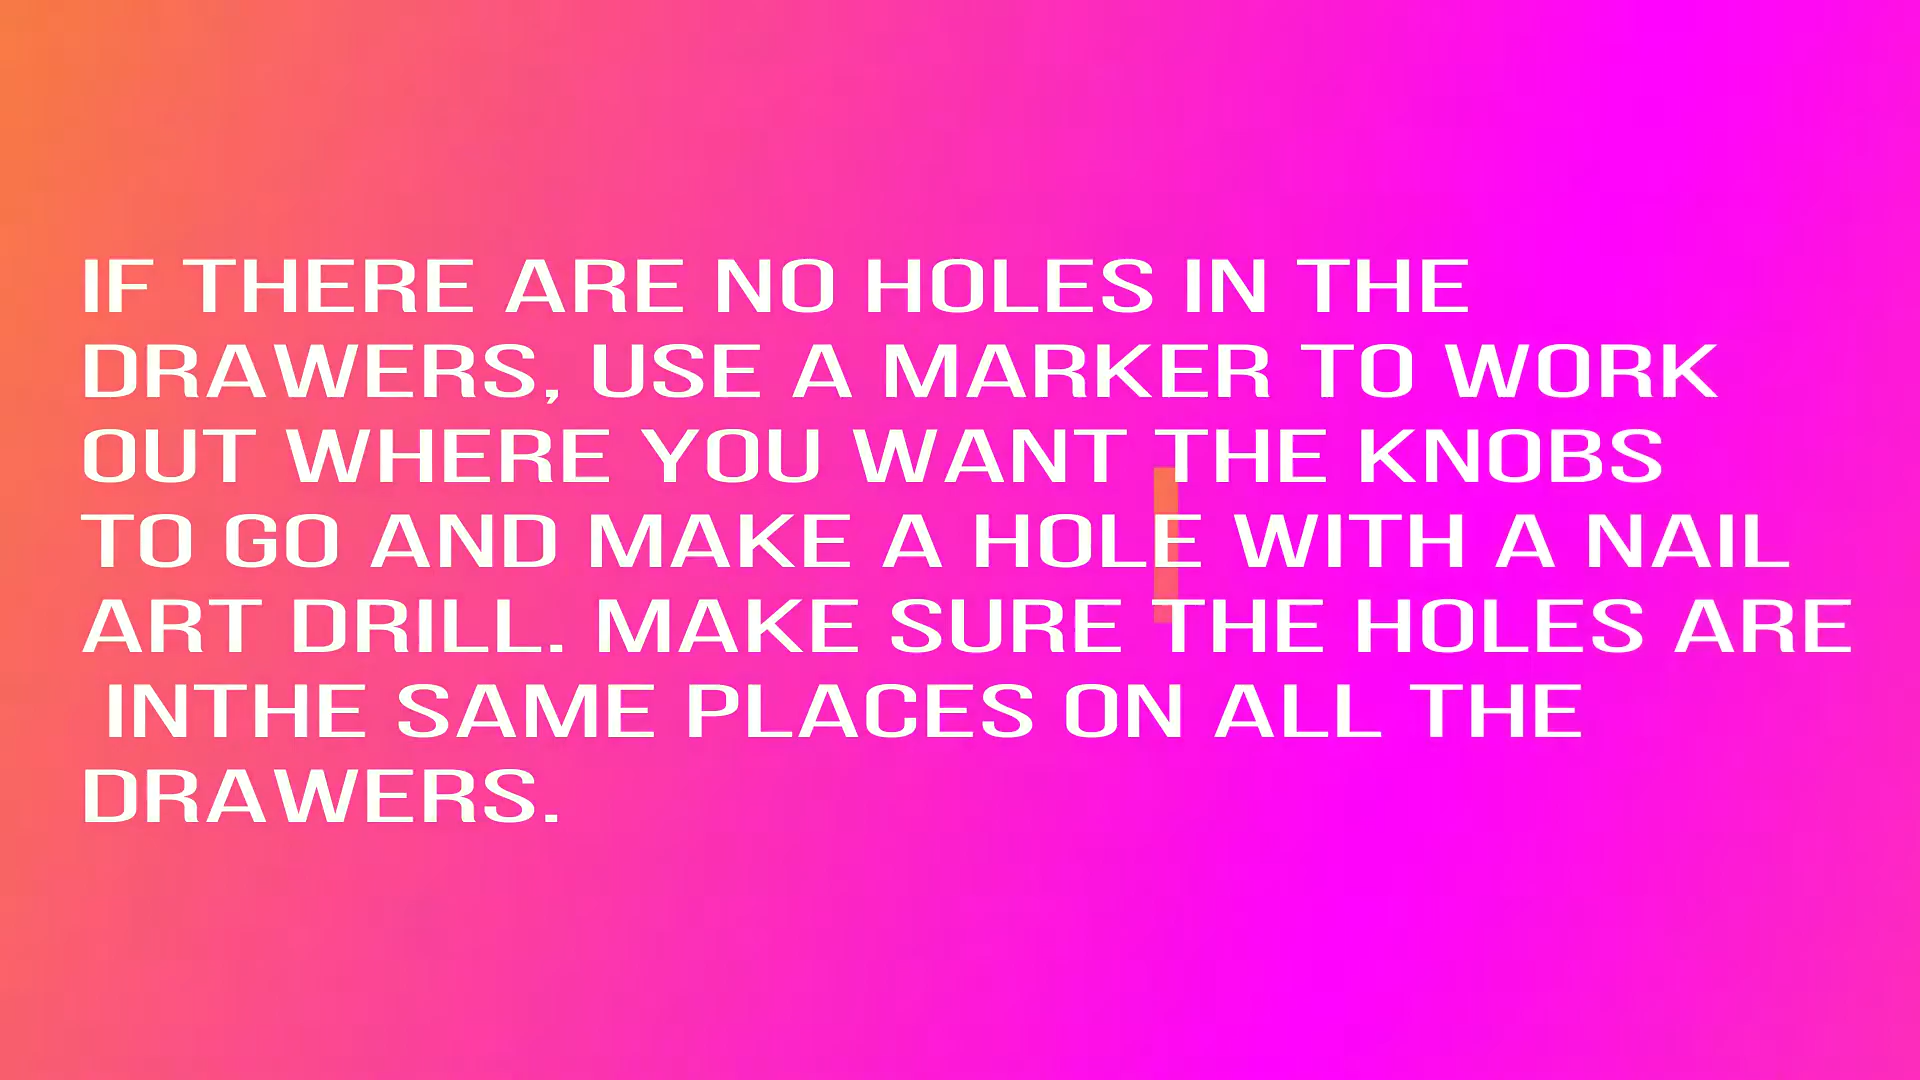 IF THERE ARE NO HOLES IN THE
DRAWERS, USE A MARKER TO WORK
OUT WHERE YOU WANT THE KNOBS
TO GO AND MAKE A HOLE WITH A NAIL
ART DRILL. MAKE SURE THE HOLES ARE
INTHE SAME PLACES ON ALL THE
DRAWERS.